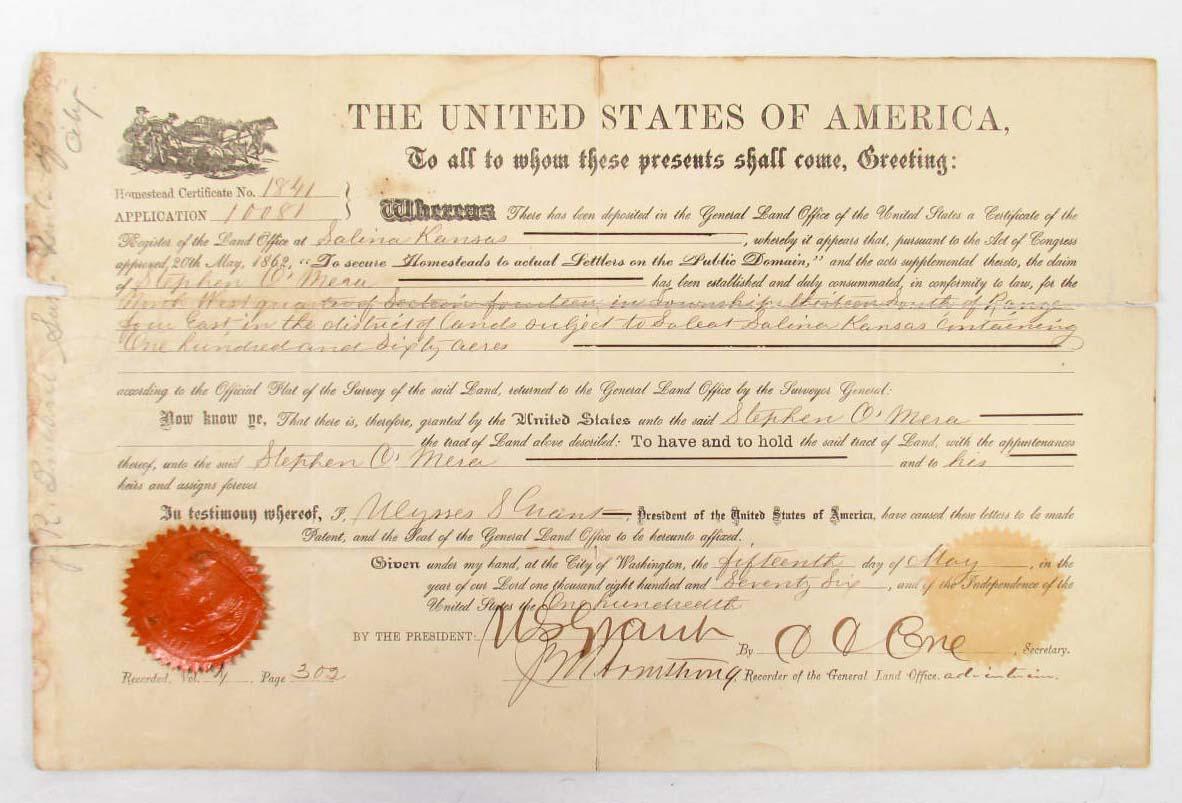 THE UNITED STATES OF AMERICA,
To all to whom these presents shall come, Greeting:
Homestead Certificate No. 1841
APPLICATION 10081
Whereas There has been deposited in the General Land Office of the United States a Certificate of the
Register of the Land Office at Salina Kansas, whereby it appears that, pursuant to the Act of Congress
approved 20th May, 1862, "To secure Homesteads to actual Settlers on the Public Domain," and the acts supplemental thereto, the claim
of Stephen O'Mera has been established and duly consummated, in conformity to law, for the
North West quarter of Section fourteen in Township thirteen South of Range
four East in the district of lands subject to Sale at Salina Kansas Containing
One hundred and Sixty acres
according to the Official Plat of the Survey of the said Land, returned to the General Land Office by the Surveyor General:
Now know ye, That there is, therefore, granted by the United States unto the said Stephen O'Mera
the tract of Land above described: To have and to hold the said tract of Land, with the appurtenances
thereof, unto the said Stephen O'Mera and to his
heirs and assigns forever
In testimony whereof, I, Ulysses S Grant, President of the United States of America, have caused these letters to be made
Patent, and the Seal of the General Land Office to be hereunto affixed.
Given under my hand, at the City of Washington, the fifteenth day of May, in the
year of our Lord one thousand eight hundred and Seventy Six, and of the Independence of the
United States the One hundredth
BY THE PRESIDENT: U S Grant
By D D Cone, Secretary.
Recorded, Vol. 4, Page 302
J M Armstrong, Recorder of the General Land Office. ad interim.